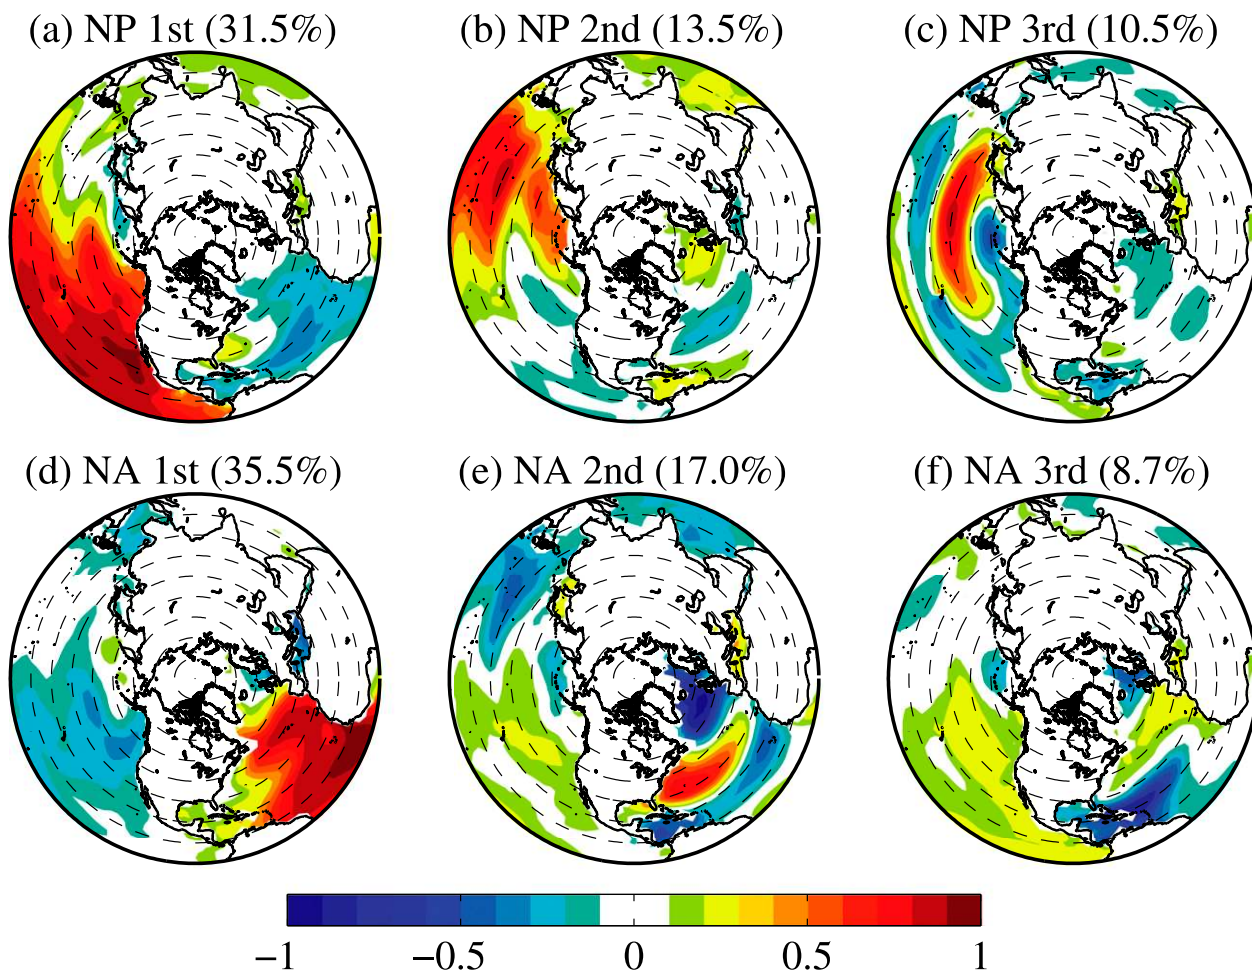 (a) NP 1st (31.5%)
(b) NP 2nd (13.5%)
(c) NP 3rd (10.5%)
(d) NA 1st (35.5%)
(e) NA 2nd (17.0%)
(f) NA 3rd (8.7%)
−1 −0.5 0 0.5 1